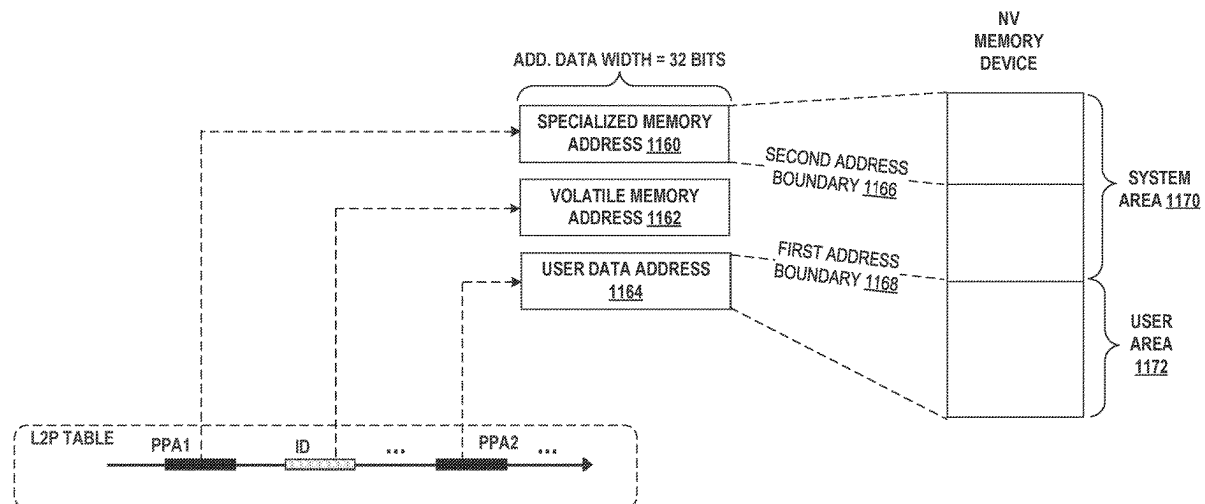 NV
MEMORY
DEVICE
ADD. DATA WIDTH = 32 BITS
SPECIALIZED MEMORY
ADDRESS 1160
SECOND ADDRESS
BOUNDARY 1166
SYSTEM
AREA 1170
VOLATILE MEMORY
ADDRESS 1162
USER DATA ADDRESS
1164
FIRST ADDRESS
BOUNDARY 1168
USER
AREA
1172
L2P TABLE
PPA1
ID
...
PPA2
...